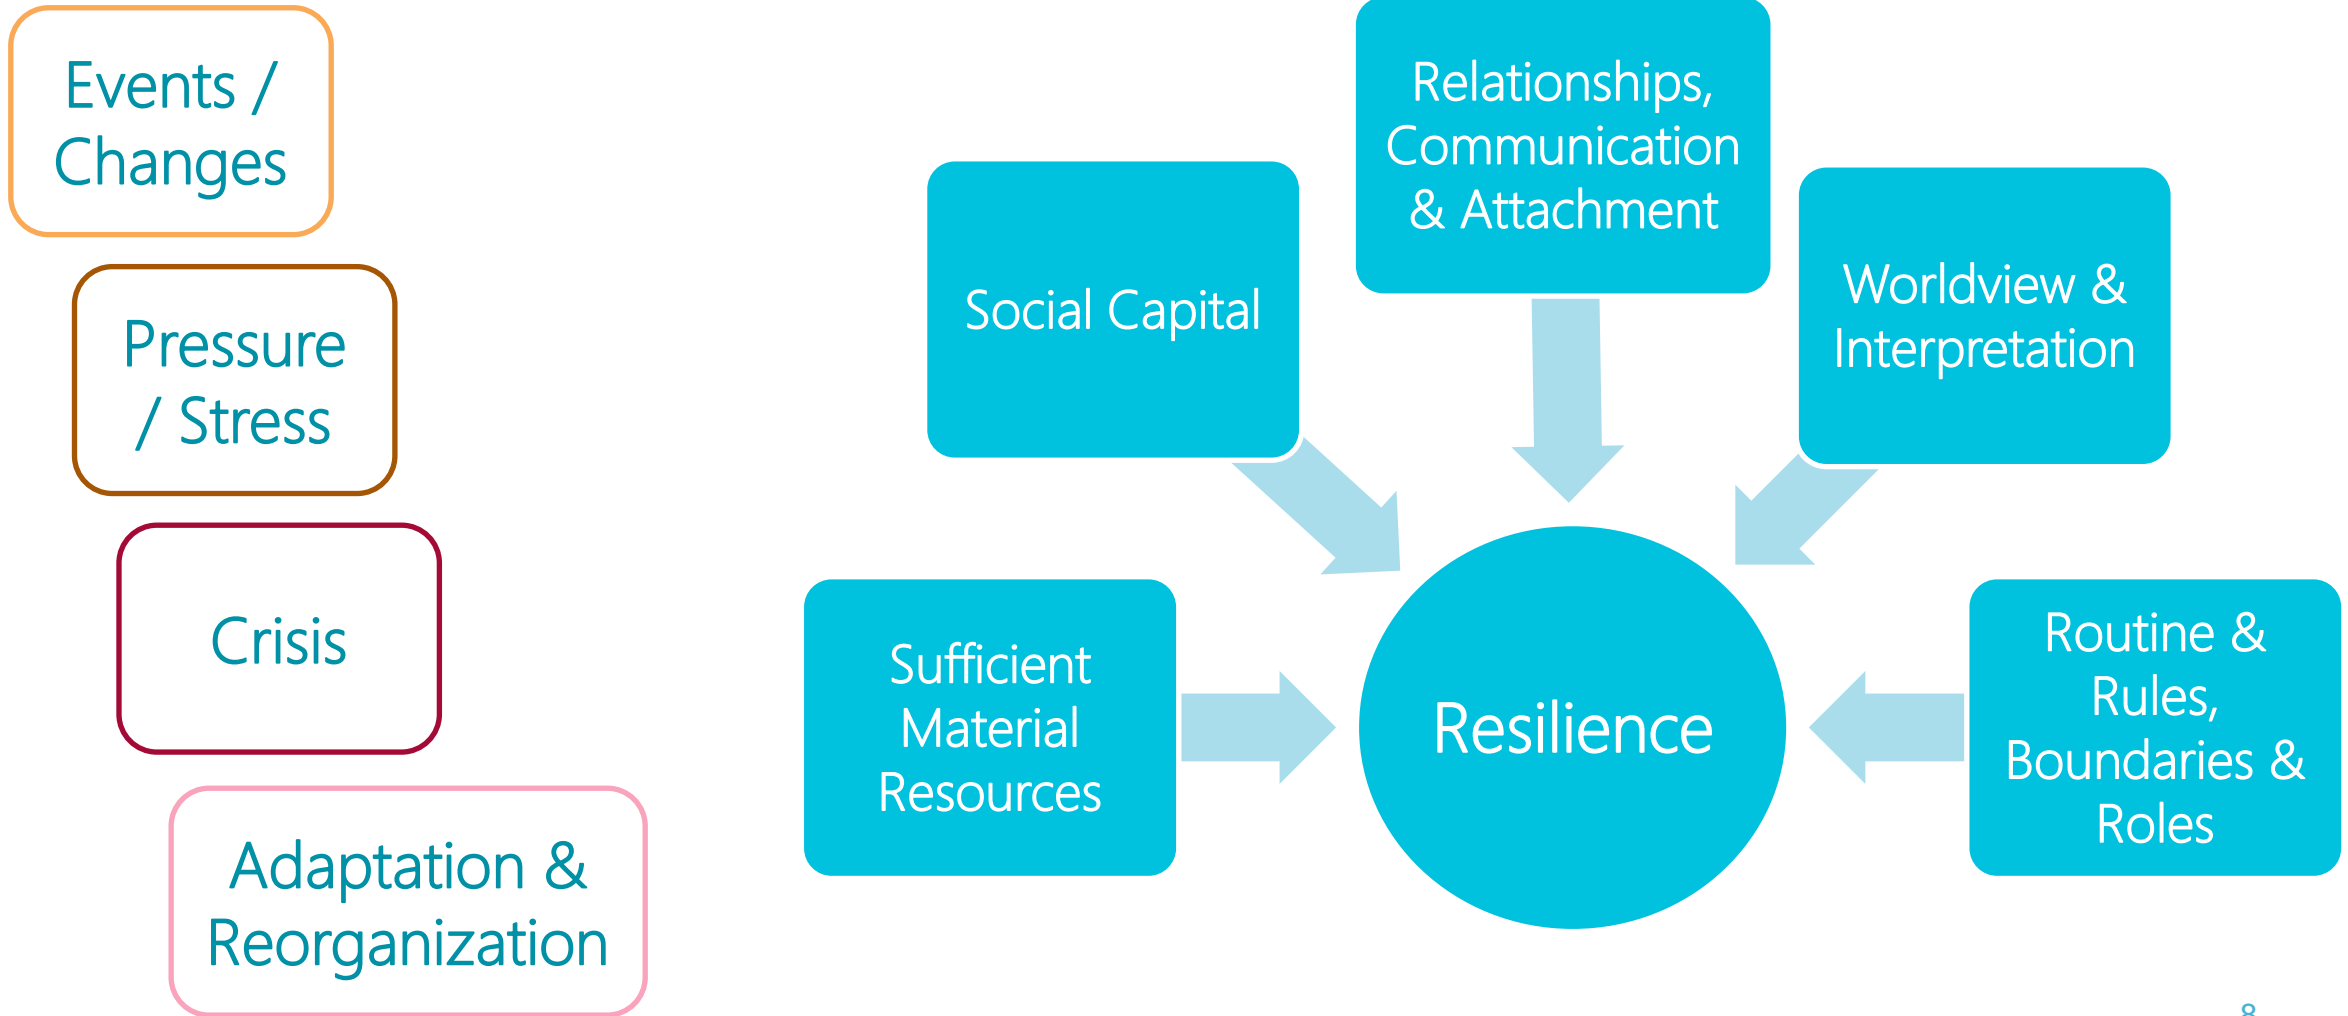 Events /
Changes
Pressure
/ Stress
Crisis
Adaptation &
Reorganization
Relationships,
Communication
& Attachment
Social Capital
Worldview &
Interpretation
Sufficient
Material
Resources
Resilience
Routine &
Rules,
Boundaries &
Roles
8